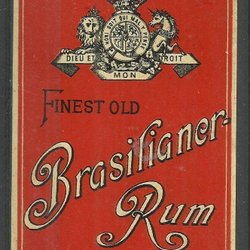 DIEU ET DROIT
MON
FINEST OLD
Brasilianer-
Rum